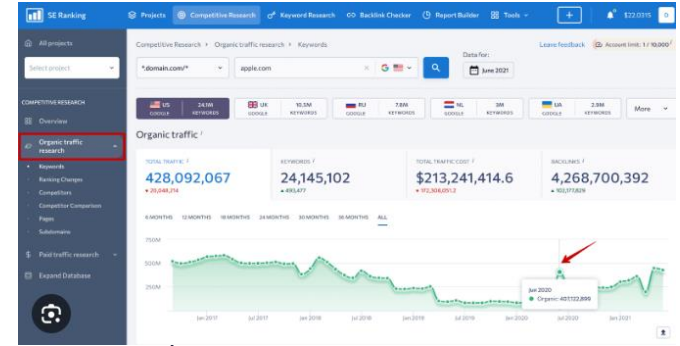 SE Ranking
Projects
Competitive Research
Keyword Research
Backlink Checker
Report Builder
Tools
+
D
All projects
Competitive Research > Organic traffic research > Keywords
Leave feedback
Account limit: 1 / 10,000
Data for:
Select project
*.domain.com/*
apple.com
June 2021
COMPETITIVE RESEARCH
US GOOGLE 24.1M KEYWORDS
UK GOOGLE 10.5M KEYWORDS
RU GOOGLE 7.8M KEYWORDS
NL GOOGLE 3M KEYWORDS
UA GOOGLE 2.9M KEYWORDS
More
Overview
Organic traffic research
Organic traffic
Keywords
Ranking Changes
Competitors
Competitor Comparison
Pages
Subdomains
Paid traffic research
Expand Database
TOTAL TRAFFIC
KEYWORDS
TOTAL TRAFFIC COST
BACKLINKS
428,092,067
24,145,102
$213,241,414.6
4,268,700,392
6 MONTHS 12 MONTHS 18 MONTHS 24 MONTHS 30 MONTHS 36 MONTHS ALL
750M
500M
250M
Jun 2020
Jan 2017
Jul 2017
Jan 2018
Jul 2018
Jan 2019
Jul 2019
Jan 2020
Jul 2020
Jan 2021